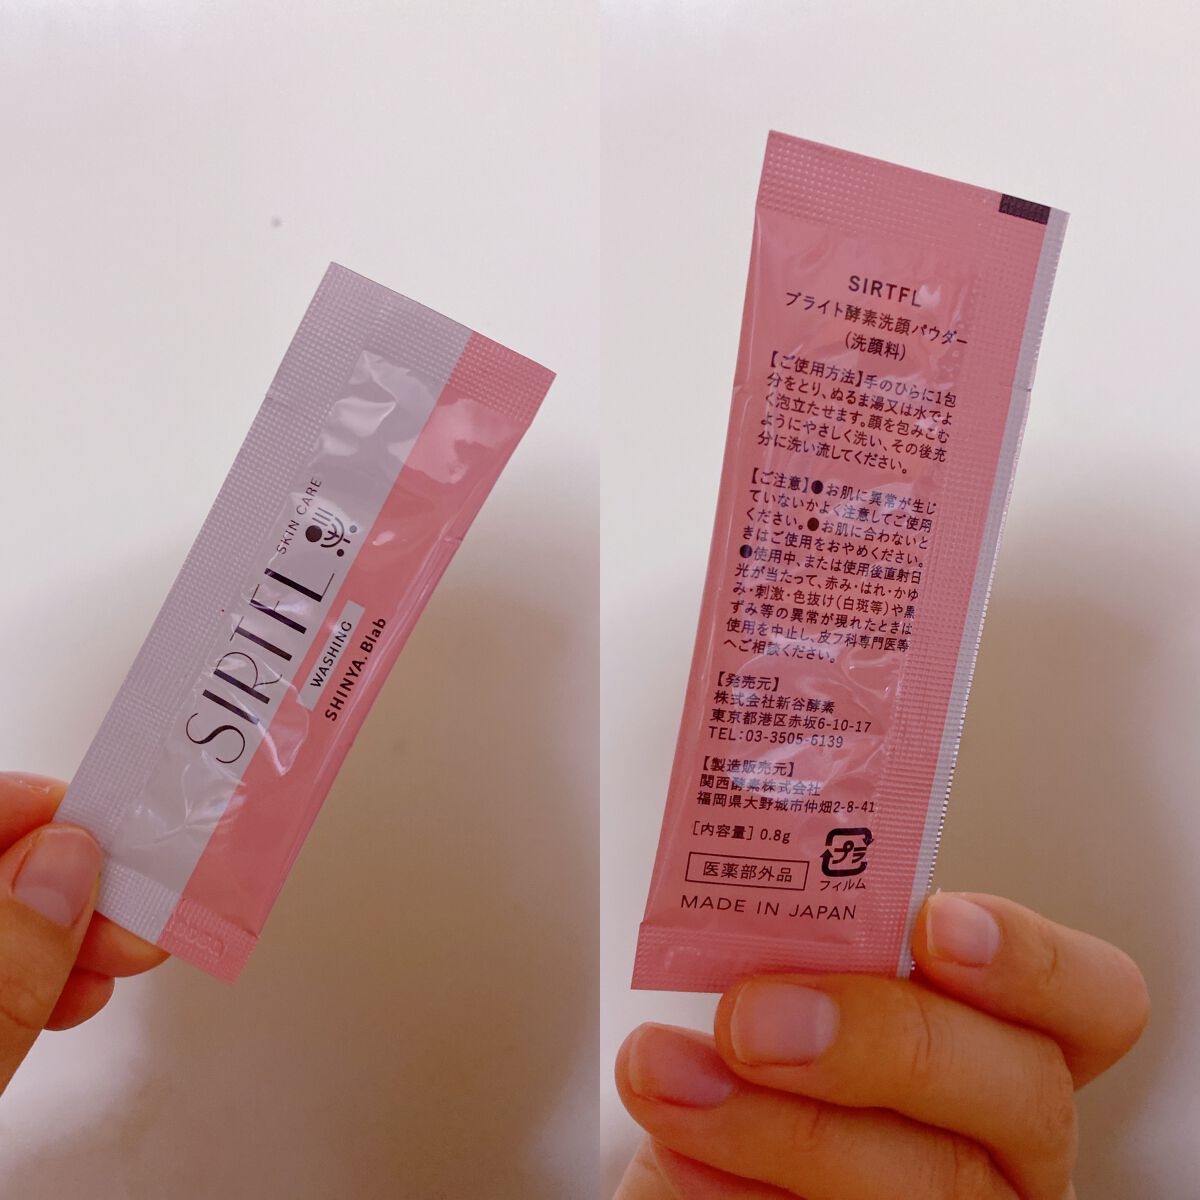 SIRTFL
SKIN CARE
WASHING
SHINYA.Blab
SIRTFL
ブライト酵素洗顔パウダー
（洗顔料）
【ご使用方法】手のひらに1包
分をとり、ぬるま湯又は水でよ
く泡立たせます。顔を包みこむ
ようにやさしく洗い、その後充
分に洗い流してください。
【ご注意】●お肌に異常が生じ
ていないかよく注意してご使用
ください。●お肌に合わないと
きはご使用をおやめください。
●使用中、または使用後直射日
光が当たって、赤み・はれ・かゆ
み・刺激・色抜け（白斑等）や黒
ずみ等の異常が現れたときは
使用を中止し、皮フ科専門医等
へご相談ください。
【発売元】
株式会社新谷酵素
東京都港区赤坂6-10-17
TEL：03-3505-6139
【製造販売元】
関西酵素株式会社
福岡県大野城市仲畑2-8-41
［内容量］0.8g
プラ
フィルム
医薬部外品
MADE IN JAPAN